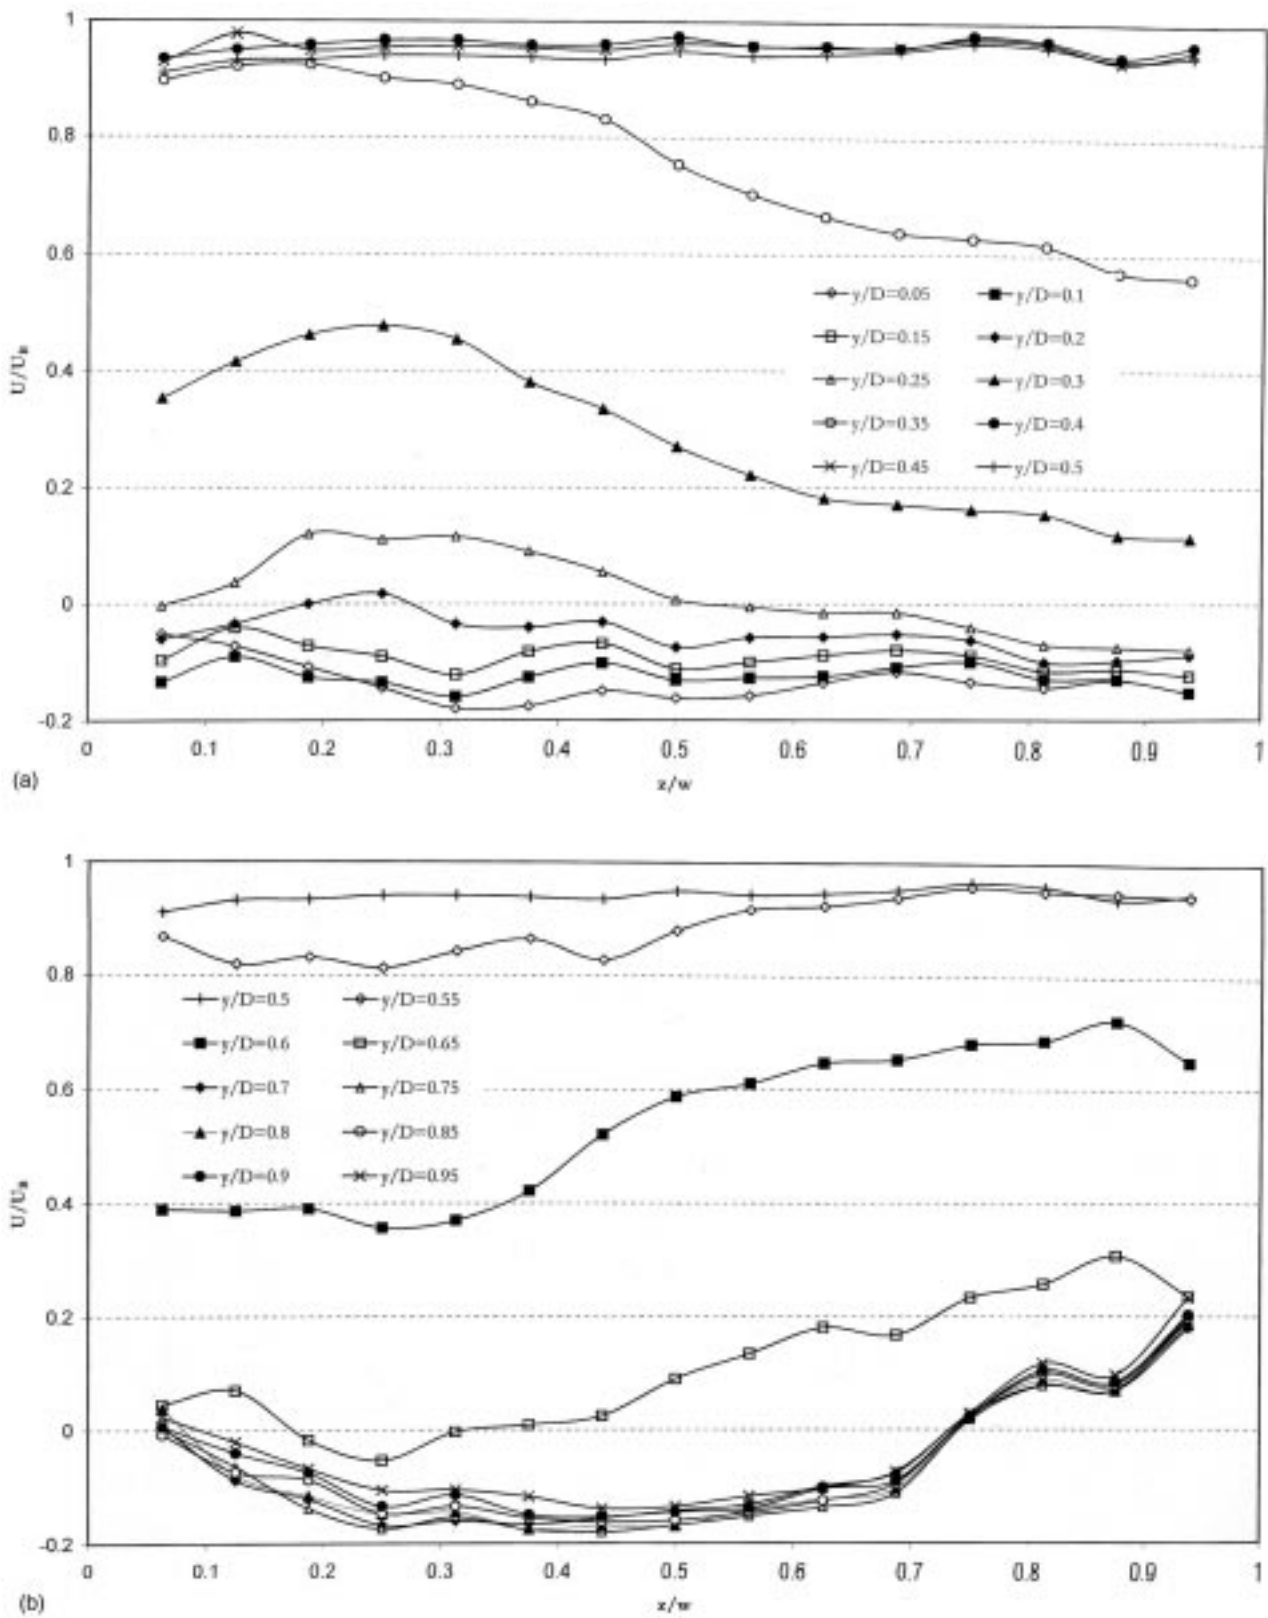 1
0.8
0.6
0.4
0.2
0
-0.2
U/U_R
y/D=0.05
y/D=0.1
y/D=0.15
y/D=0.2
y/D=0.25
y/D=0.3
y/D=0.35
y/D=0.4
y/D=0.45
y/D=0.5
0 0.1 0.2 0.3 0.4 0.5 0.6 0.7 0.8 0.9 1
z/w
(a)
1
0.8
0.6
0.4
0.2
0
-0.2
U/U_R
y/D=0.5
y/D=0.55
y/D=0.6
y/D=0.65
y/D=0.7
y/D=0.75
y/D=0.8
y/D=0.85
y/D=0.9
y/D=0.95
0 0.1 0.2 0.3 0.4 0.5 0.6 0.7 0.8 0.9 1
z/w
(b)